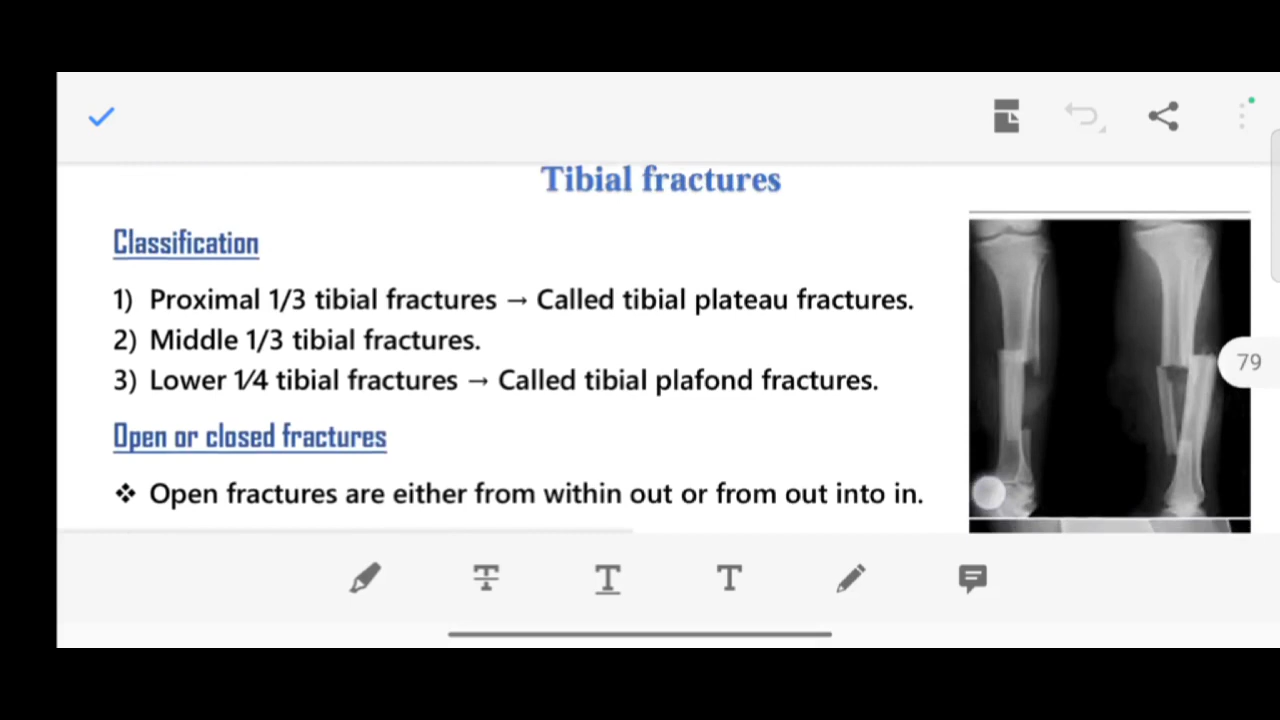 Tibial fractures
Classification
1) Proximal 1/3 tibial fractures → Called tibial plateau fractures.
2) Middle 1/3 tibial fractures.
3) Lower 1⁄4 tibial fractures → Called tibial plafond fractures.
79
Open or closed fractures
❖ Open fractures are either from within out or from out into in.